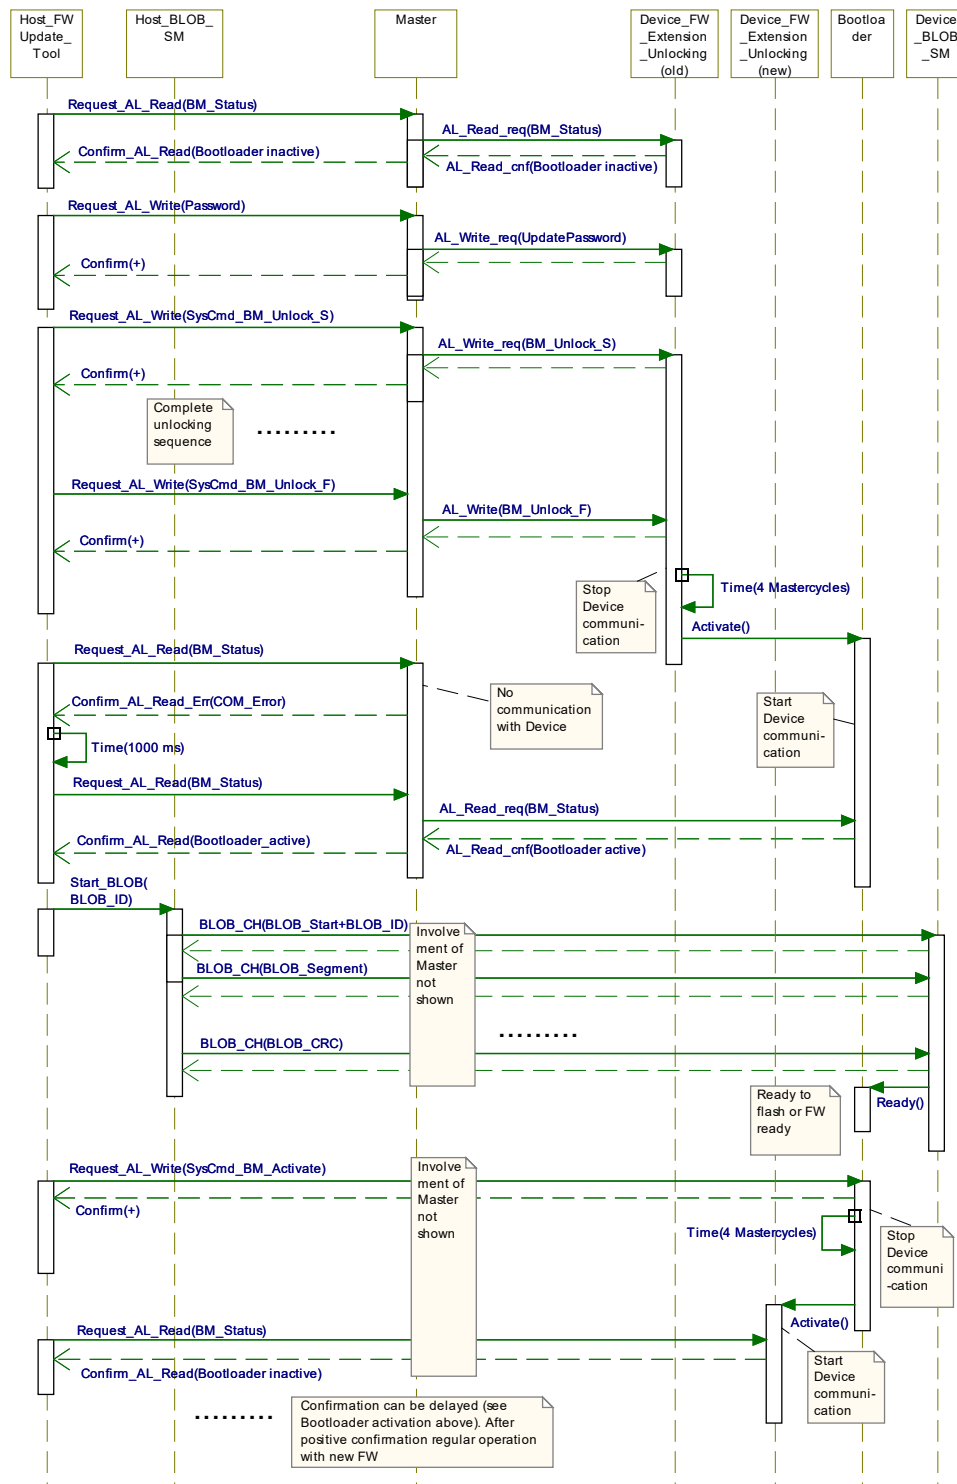 Host_FW
Update_
Tool
Host_BLOB_
SM
Master
Device_FW
_Extension
_Unlocking
(old)
Device_FW_
Extension_
Unlocking_
(new)
Bootloa
der
Device
_BLOB
_SM
Request_AL_Read(BM_Status)
AL_Read_req(BM_Status)
Confirm_AL_Read(Bootloader inactive)
AL_Read_cnf(Bootloader inactive)
Request_AL_Write(Password)
AL_Write_req(UpdatePassword)
Confirm(+)
Request_AL_Write(SysCmd_BM_Unlock_S)
AL_Write_req(BM_Unlock_S)
Confirm(+)
Complete
unlocking
sequence
.........
Request_AL_Write(SysCmd_BM_Unlock_F)
AL_Write(BM_Unlock_F)
Confirm(+)
Stop
Device
communi-
cation
Time(4 Mastercycles)
Activate()
Request_AL_Read(BM_Status)
No
communication
with Device
Confirm_AL_Read_Err(COM_Error)
Start
Device
communi-
cation
Time(1000 ms)
Request_AL_Read(BM_Status)
AL_Read_req(BM_Status)
Confirm_AL_Read(Bootloader_active)
AL_Read_cnf(Bootloader active)
Start_BLOB(
BLOB_ID)
BLOB_CH(BLOB_Start+BLOB_ID)
Involve
ment of
Master
not
shown
BLOB_CH(BLOB_Segment)
.........
BLOB_CH(BLOB_CRC)
Ready to
flash or FW
ready
Ready()
Request_AL_Write(SysCmd_BM_Activate)
Involve
ment of
Master
not
shown
Confirm(+)
Time(4 Mastercycles)
Stop
Device
communi
-cation
Activate()
Request_AL_Read(BM_Status)
Start
Device
communi-
cation
Confirm_AL_Read(Bootloader inactive)
.........
Confirmation can be delayed (see
Bootloader activation above). After
positive confirmation regular operation
with new FW